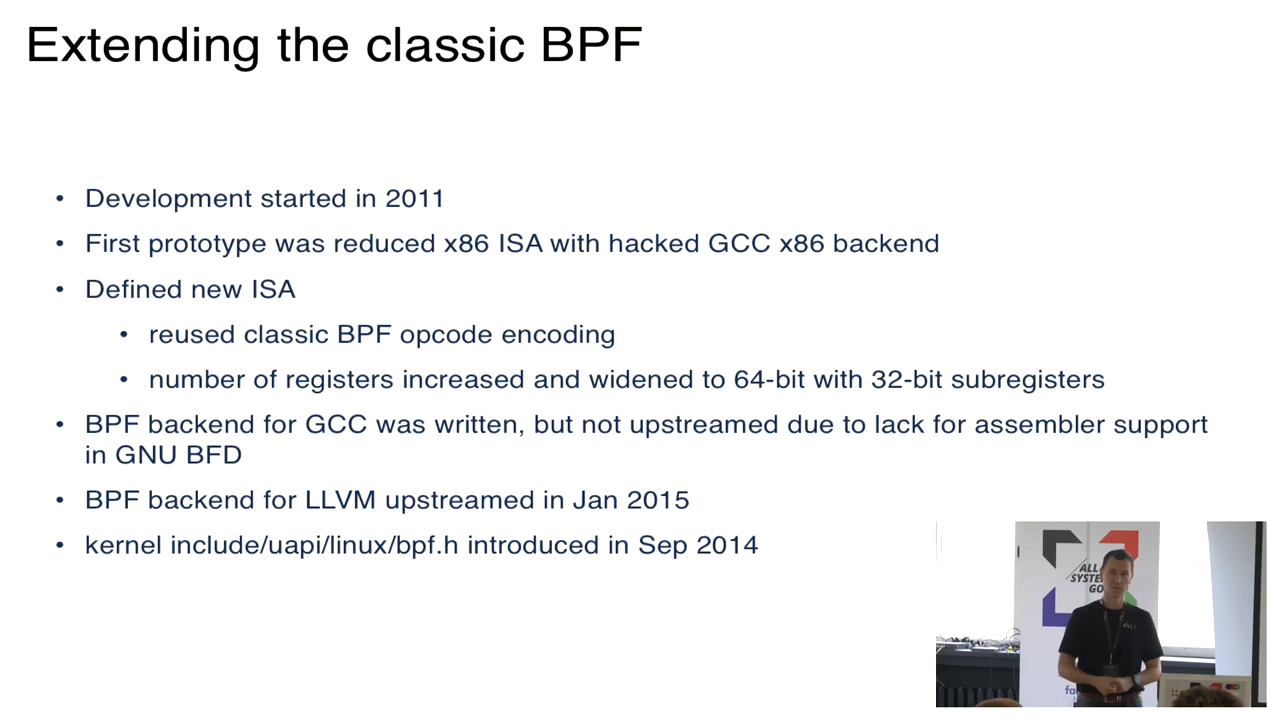 Extending the classic BPF
• Development started in 2011
• First prototype was reduced x86 ISA with hacked GCC x86 backend
• Defined new ISA
• reused classic BPF opcode encoding
• number of registers increased and widened to 64-bit with 32-bit subregisters
• BPF backend for GCC was written, but not upstreamed due to lack for assembler support
in GNU BFD
• BPF backend for LLVM upstreamed in Jan 2015
• kernel include/uapi/linux/bpf.h introduced in Sep 2014
ALL
SYSTE
GO